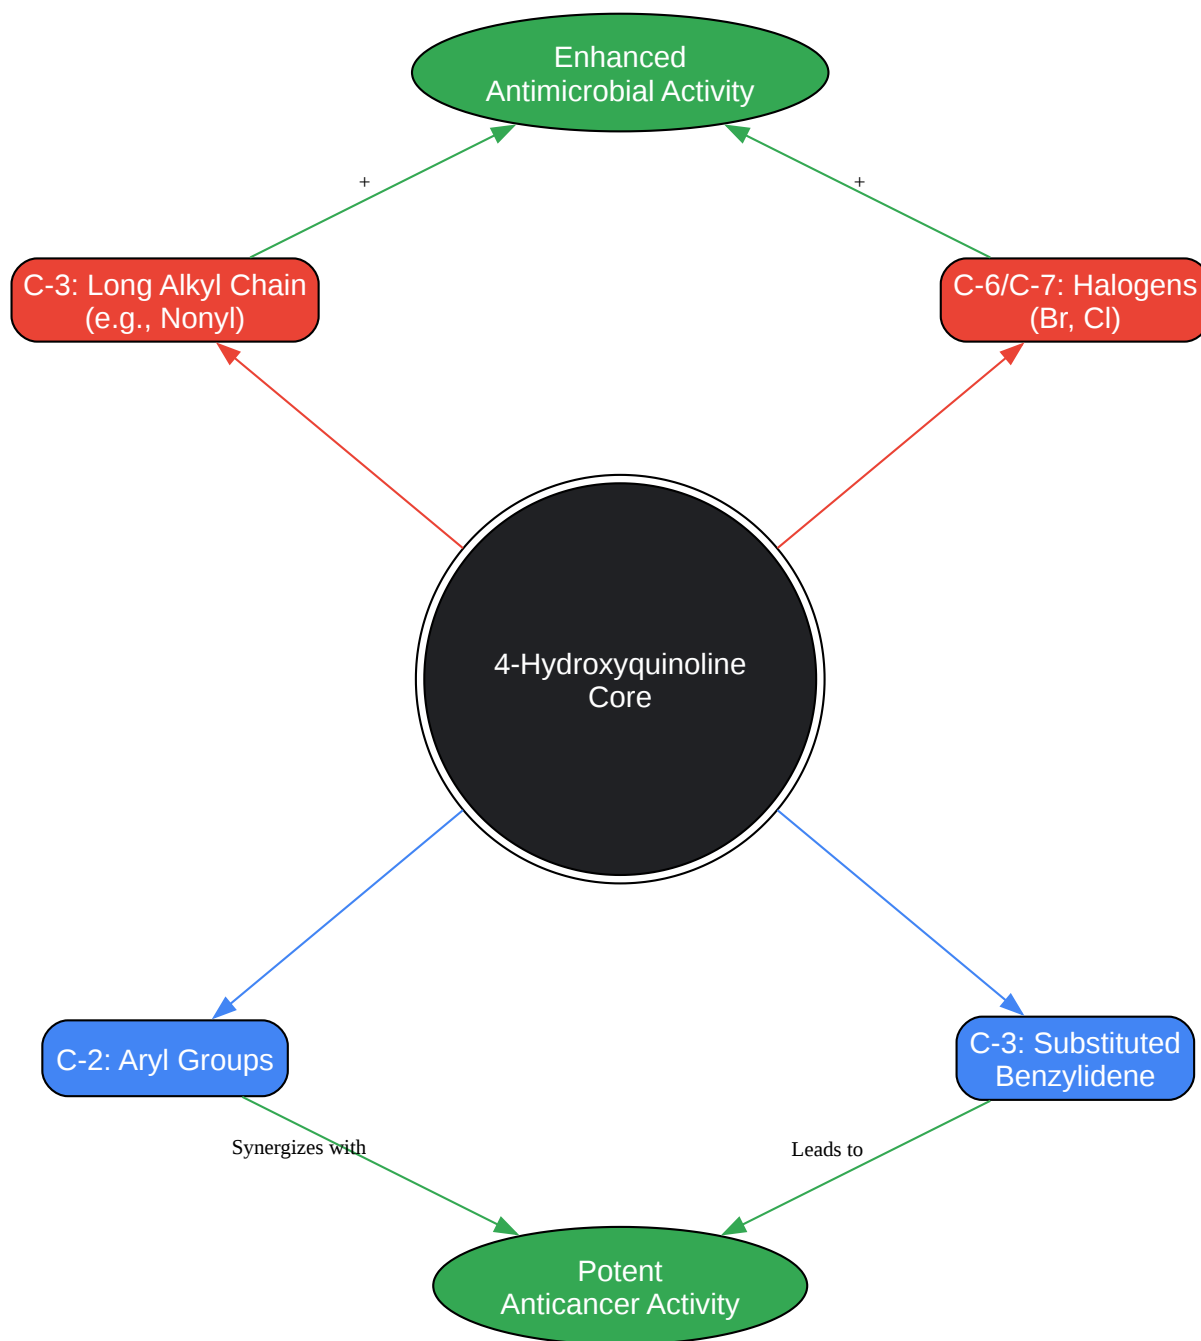 Enhanced
Antimicrobial Activity
+
+
C-3: Long Alkyl Chain
(e.g., Nonyl)
C-6/C-7: Halogens
(Br, Cl)
4-Hydroxyquinoline
Core
C-2: Aryl Groups
C-3: Substituted
Benzylidene
Synergizes with
Leads to
Potent
Anticancer Activity